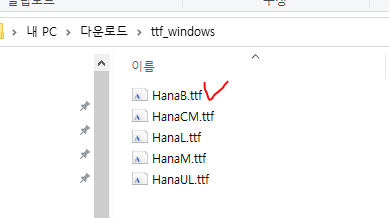 내 PC
다운로드
ttf_windows
이름
HanaB.ttf
HanaCM.ttf
HanaL.ttf
HanaM.ttf
HanaUL.ttf